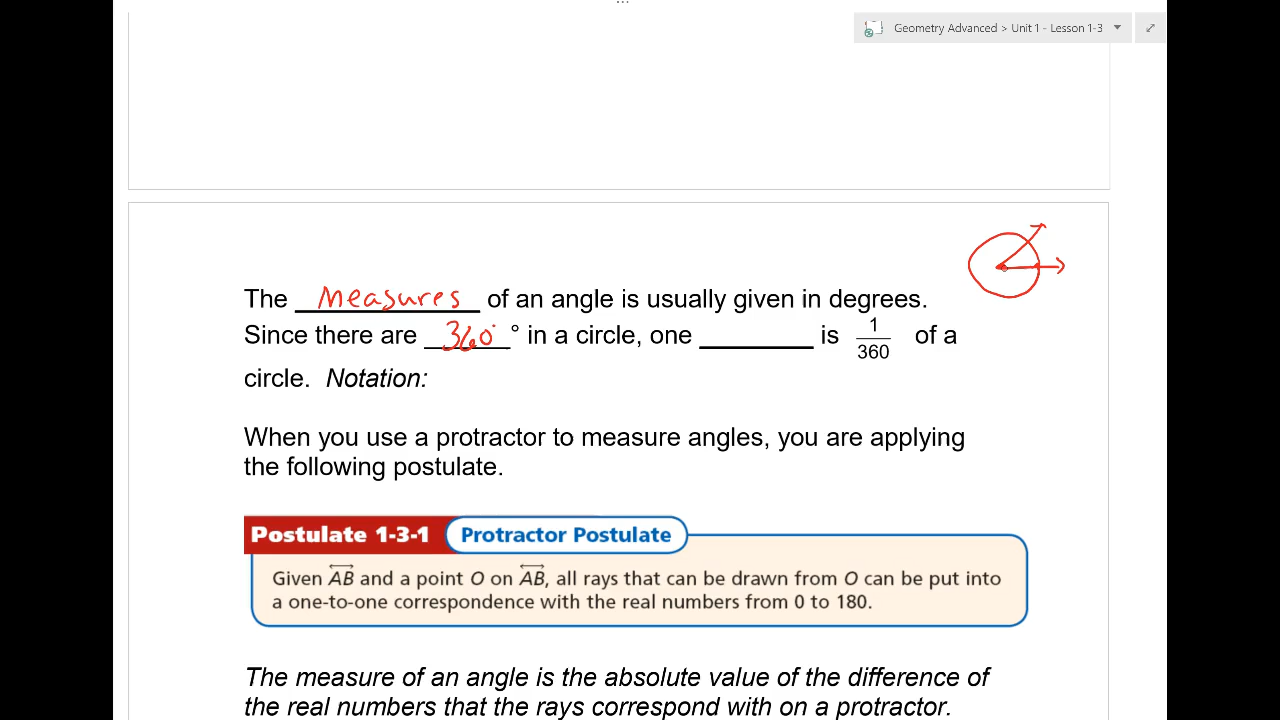 Geometry Advanced > Unit 1 - Lesson 1-3
The measures of an angle is usually given in degrees.
Since there are 360° ° in a circle, one ________ is 1/360 of a
circle. Notation:
When you use a protractor to measure angles, you are applying
the following postulate.
Postulate 1-3-1 Protractor Postulate
Given AB and a point O on AB, all rays that can be drawn from O can be put into
a one-to-one correspondence with the real numbers from 0 to 180.
The measure of an angle is the absolute value of the difference of
the real numbers that the rays correspond with on a protractor.